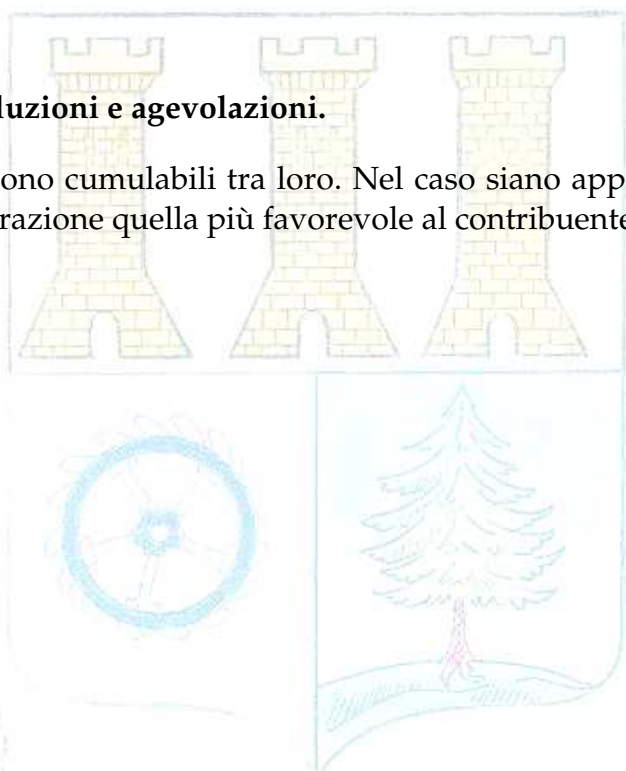 luzioni e agevolazioni.
ono cumulabili tra loro. Nel caso siano app
razione quella più favorevole al contribuente